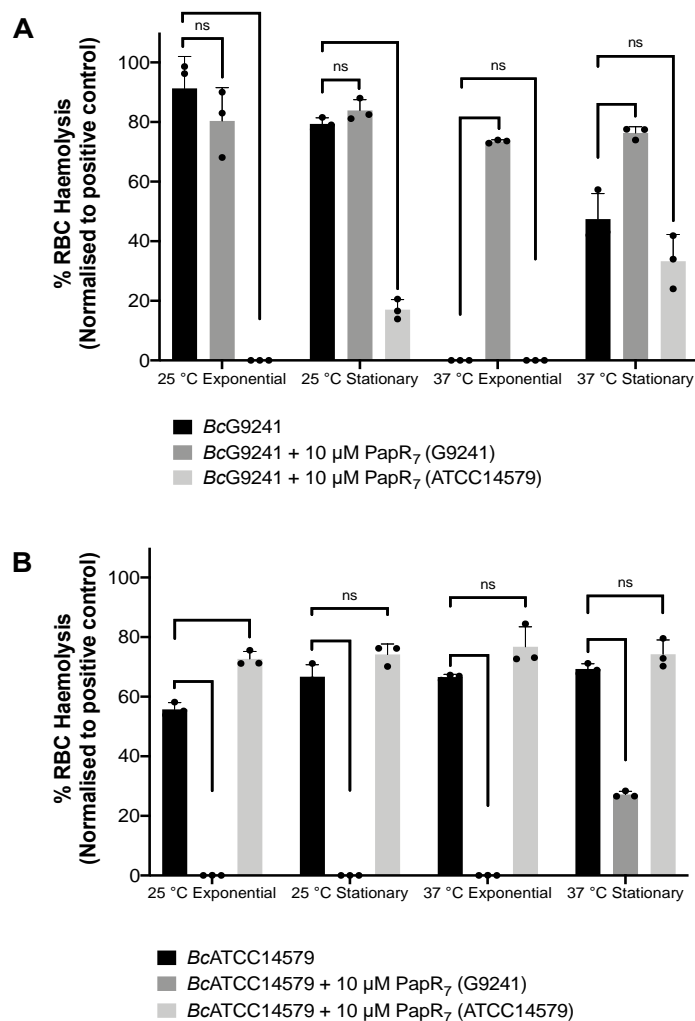 A
% RBC Haemolysis
(Normalised to positive control)
100
80
60
40
20
0
ns
ns
ns
ns
25 °C Exponential
25 °C Stationary
37 °C Exponential
37 °C Stationary
BcG9241
BcG9241 + 10 µM PapR7 (G9241)
BcG9241 + 10 µM PapR7 (ATCC14579)
B
% RBC Haemolysis
(Normalised to positive control)
100
80
60
40
20
0
ns
ns
ns
25 °C Exponential
25 °C Stationary
37 °C Exponential
37 °C Stationary
BcATCC14579
BcATCC14579 + 10 µM PapR7 (G9241)
BcATCC14579 + 10 µM PapR7 (ATCC14579)